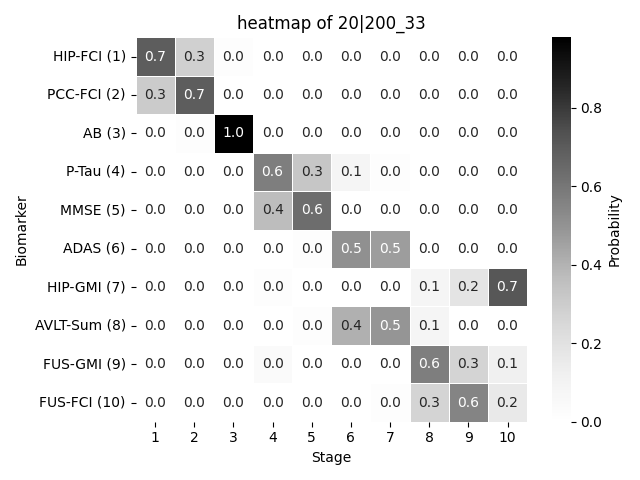 heatmap of 20|200_33
HIP-FCI (1) 0.7 0.3 0.0 0.0 0.0 0.0 0.0 0.0 0.0 0.0
PCC-FCI (2) 0.3 0.7 0.0 0.0 0.0 0.0 0.0 0.0 0.0 0.0
AB (3) 0.0 0.0 1.0 0.0 0.0 0.0 0.0 0.0 0.0 0.0
P-Tau (4) 0.0 0.0 0.0 0.6 0.3 0.1 0.0 0.0 0.0 0.0
MMSE (5) 0.0 0.0 0.0 0.4 0.6 0.0 0.0 0.0 0.0 0.0
ADAS (6) 0.0 0.0 0.0 0.0 0.0 0.5 0.5 0.0 0.0 0.0
HIP-GMI (7) 0.0 0.0 0.0 0.0 0.0 0.0 0.0 0.1 0.2 0.7
AVLT-Sum (8) 0.0 0.0 0.0 0.0 0.0 0.4 0.5 0.1 0.0 0.0
FUS-GMI (9) 0.0 0.0 0.0 0.0 0.0 0.0 0.0 0.6 0.3 0.1
FUS-FCI (10) 0.0 0.0 0.0 0.0 0.0 0.0 0.0 0.3 0.6 0.2
1 2 3 4 5 6 7 8 9 10
Stage
Biomarker
0.8
0.6
0.4
0.2
0.0
Probability